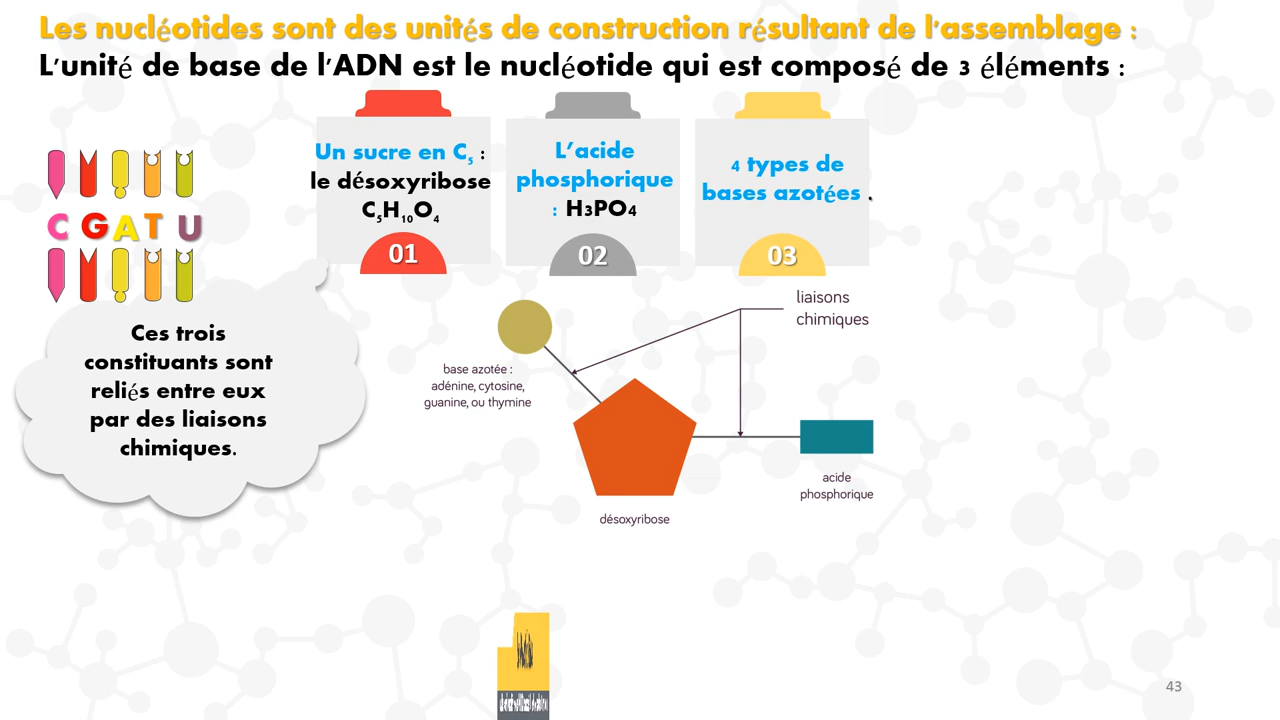 Les nucléotides sont des unités de construction résultant de l'assemblage :
L'unité de base de l'ADN est le nucléotide qui est composé de 3 éléments :
Un sucre en C5 :
le désoxyribose
C5H10O4
01
L'acide
phosphorique
: H3PO4
02
4 types de
bases azotées .
03
C G A T U
Ces trois
constituants sont
reliés entre eux
par des liaisons
chimiques.
liaisons
chimiques
base azotée :
adénine, cytosine,
guanine, ou thymine
désoxyribose
acide
phosphorique
43